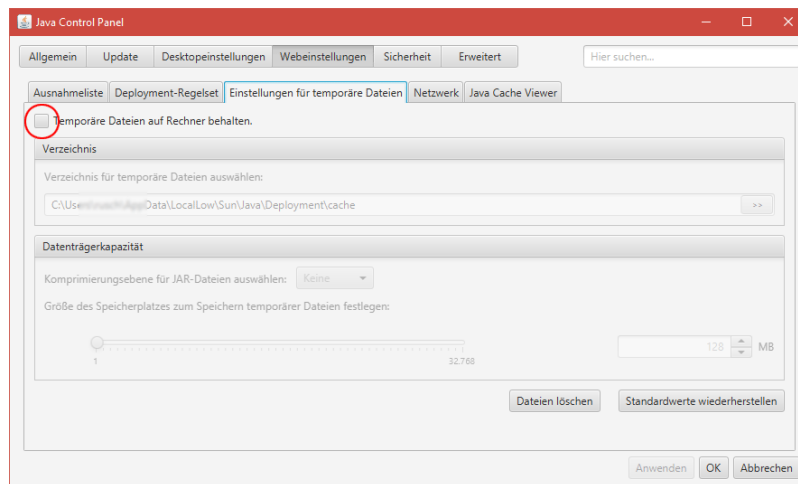 Java Control Panel
Allgemein Update Desktopeinstellungen Webeinstellungen Sicherheit Erweitert Hier suchen...
Ausnahmeliste Deployment-Regelset Einstellungen für temporäre Dateien Netzwerk Java Cache Viewer
Temporäre Dateien auf Rechner behalten.
Verzeichnis
Verzeichnis für temporäre Dateien auswählen:
C:\Use Data\LocalLow\Sun\Java\Deployment\cache >>
Datenträgerkapazität
Komprimierungsebene für JAR-Dateien auswählen: Keine
Größe des Speicherplatzes zum Speichern temporärer Dateien festlegen:
128 MB
1 32.768
Dateien löschen Standardwerte wiederherstellen
Anwenden OK Abbrechen